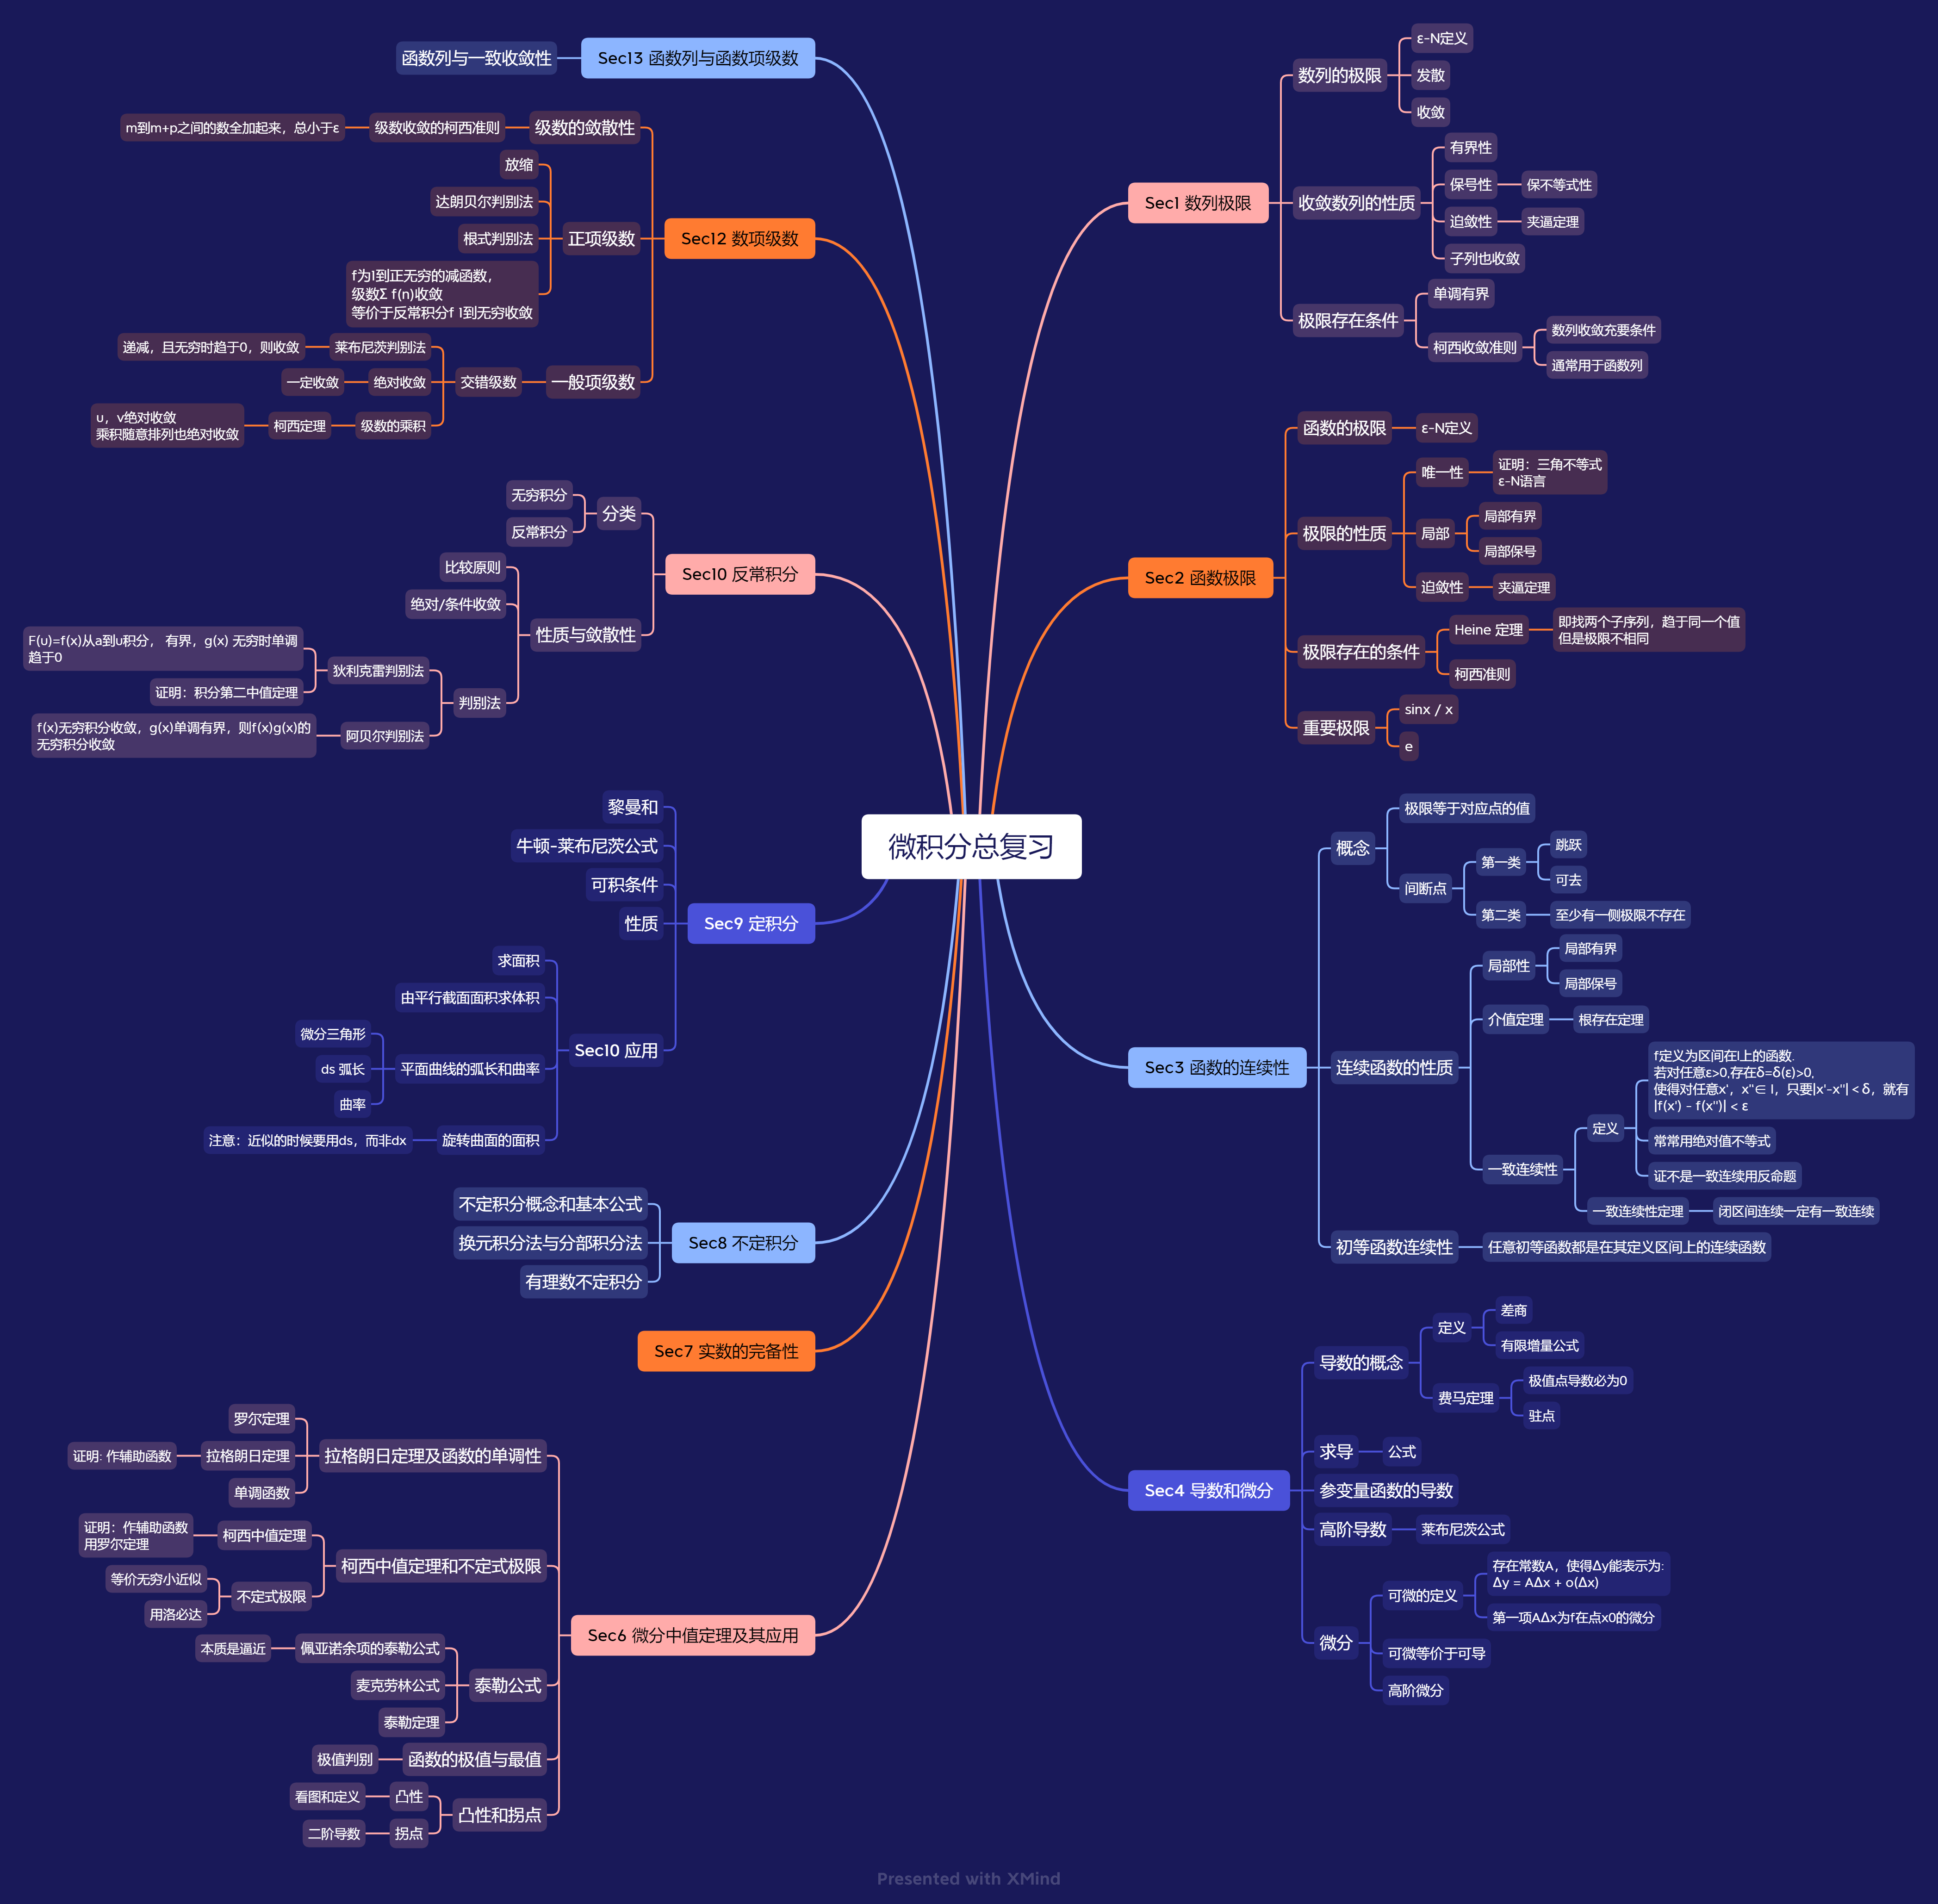 微积分总复习
Sec1 数列极限
数列的极限
ε-N定义
发散
收敛
收敛数列的性质
有界性
保号性
保不等式性
迫敛性
夹逼定理
子列也收敛
极限存在条件
单调有界
柯西收敛准则
数列收敛充要条件
通常用于函数列
Sec2 函数极限
函数的极限
ε-N定义
极限的性质
唯一性
证明：三角不等式
ε-N语言
局部
局部有界
局部保号
迫敛性
夹逼定理
极限存在的条件
Heine 定理
即找两个子序列，趋于同一个值
但是极限不相同
柯西准则
重要极限
sinx / x
e
Sec3 函数的连续性
概念
极限等于对应点的值
间断点
第一类
跳跃
可去
第二类
至少有一侧极限不存在
连续函数的性质
局部性
局部有界
局部保号
介值定理
根存在定理
一致连续性
定义
f定义为区间在I上的函数.
若对任意ε>0,存在δ=δ(ε)>0,
使得对任意x'，x''∈ I，只要|x'-x''| < δ，就有
|f(x') - f(x'')| < ε
常常用绝对值不等式
证不是一致连续用反命题
一致连续性定理
闭区间连续一定有一致连续
初等函数连续性
任意初等函数都是在其定义区间上的连续函数
Sec4 导数和微分
导数的概念
定义
差商
有限增量公式
费马定理
极值点导数必为0
驻点
求导
公式
参变量函数的导数
高阶导数
莱布尼茨公式
微分
可微的定义
存在常数A，使得Δy能表示为:
Δy = AΔx + o(Δx)
第一项AΔx为f在点x0的微分
可微等价于可导
高阶微分
Sec6 微分中值定理及其应用
拉格朗日定理及函数的单调性
罗尔定理
拉格朗日定理
证明: 作辅助函数
单调函数
柯西中值定理和不定式极限
柯西中值定理
证明：作辅助函数
用罗尔定理
不定式极限
等价无穷小近似
用洛必达
泰勒公式
佩亚诺余项的泰勒公式
本质是逼近
麦克劳林公式
泰勒定理
函数的极值与最值
极值判别
凸性和拐点
凸性
看图和定义
拐点
二阶导数
Sec7 实数的完备性
Sec8 不定积分
不定积分概念和基本公式
换元积分法与分部积分法
有理数不定积分
Sec9 定积分
黎曼和
牛顿-莱布尼茨公式
可积条件
性质
Sec10 应用
求面积
由平行截面面积求体积
平面曲线的弧长和曲率
微分三角形
ds 弧长
曲率
旋转曲面的面积
注意：近似的时候要用ds，而非dx
Sec10 反常积分
分类
无穷积分
反常积分
性质与敛散性
比较原则
绝对/条件收敛
判别法
狄利克雷判别法
F(u)=f(x)从a到u积分， 有界，g(x) 无穷时单调
趋于0
证明：积分第二中值定理
阿贝尔判别法
f(x)无穷积分收敛，g(x)单调有界，则f(x)g(x)的
无穷积分收敛
Sec12 数项级数
级数的敛散性
级数收敛的柯西准则
m到m+p之间的数全加起来，总小于ε
正项级数
放缩
达朗贝尔判别法
根式判别法
f为1到正无穷的减函数，
级数Σ f(n)收敛
等价于反常积分f 1到无穷收敛
一般项级数
交错级数
莱布尼茨判别法
递减，且无穷时趋于0，则收敛
绝对收敛
一定收敛
级数的乘积
柯西定理
u，v绝对收敛
乘积随意排列也绝对收敛
Sec13 函数列与函数项级数
函数列与一致收敛性
Presented with XMind